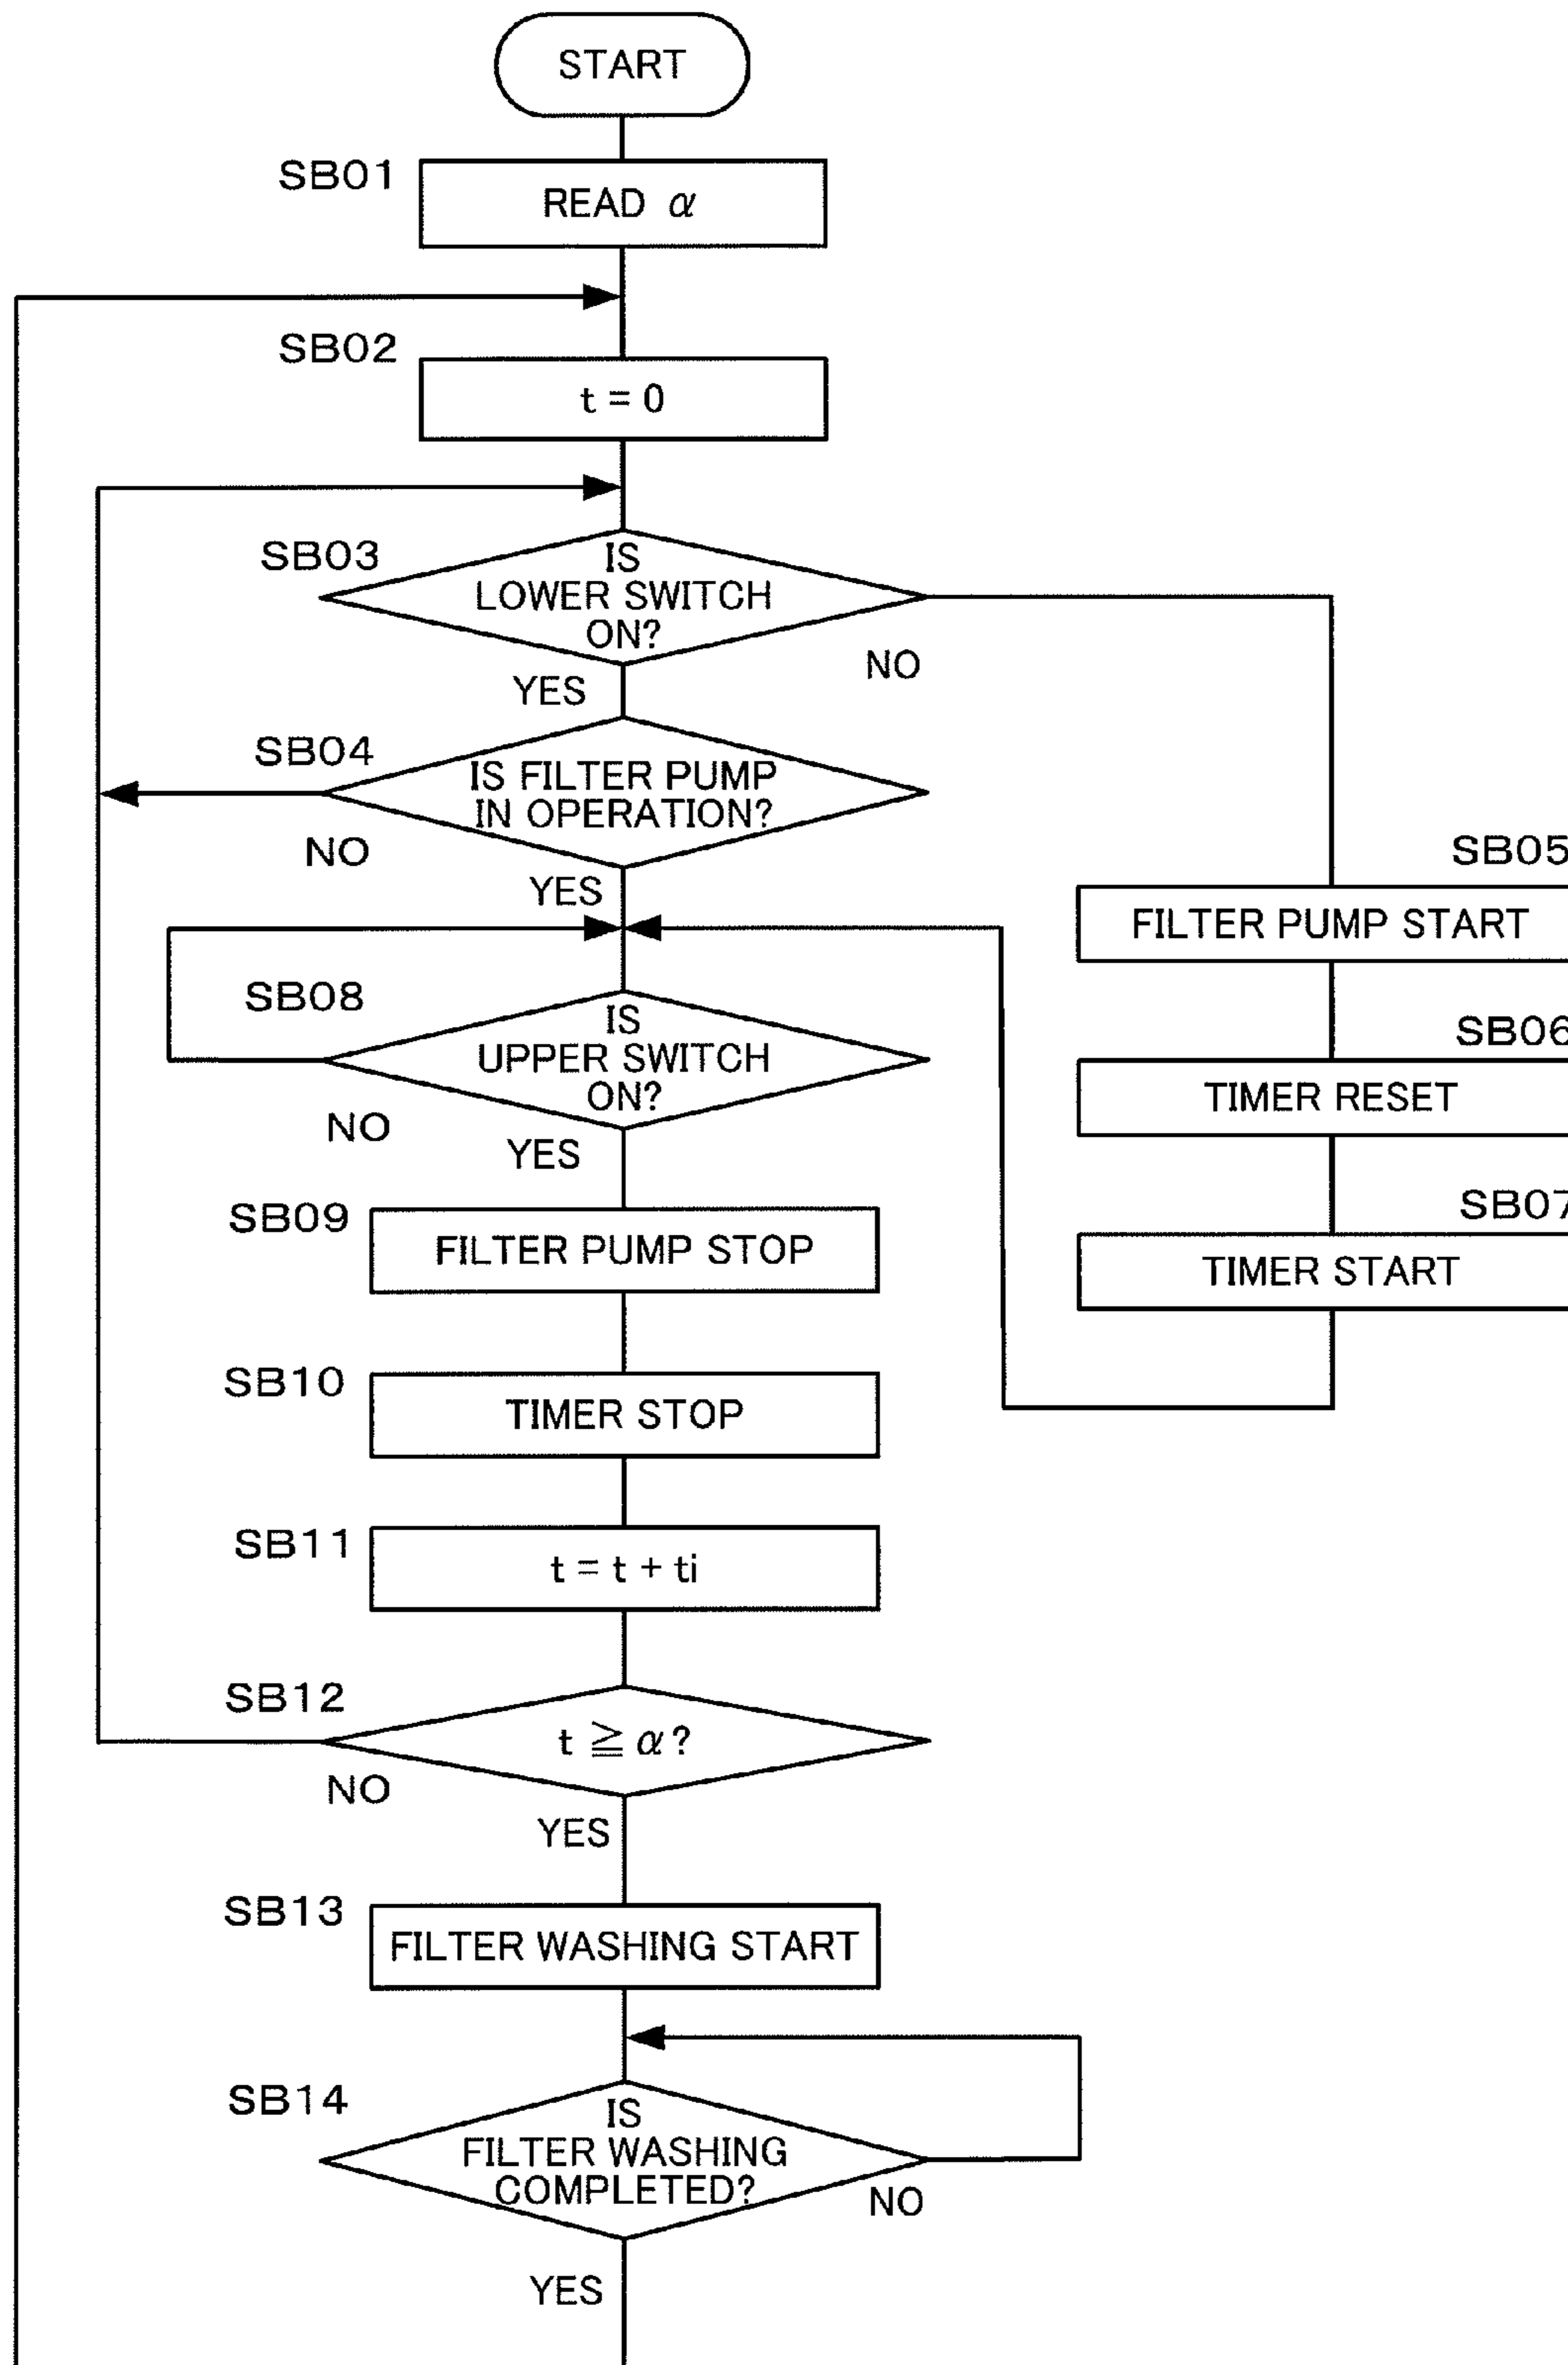 START
SB01
READ α
SB02
t = 0
SB03
IS
LOWER SWITCH
ON?
NO
YES
SB04
IS FILTER PUMP
IN OPERATION?
NO
YES
SB05
FILTER PUMP START
SB06
TIMER RESET
SB07
TIMER START
SB08
IS
UPPER SWITCH
ON?
NO
YES
SB09
FILTER PUMP STOP
SB10
TIMER STOP
SB11
t = t + ti
SB12
t ≧ α ?
NO
YES
SB13
FILTER WASHING START
SB14
IS
FILTER WASHING
COMPLETED?
NO
YES